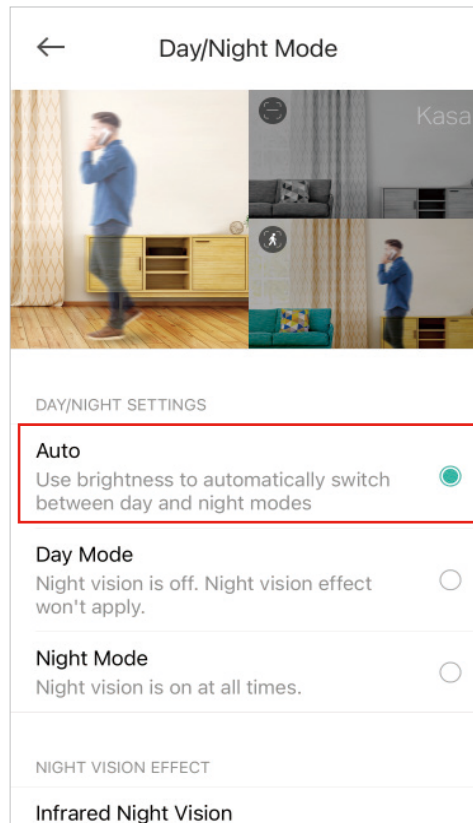 Day/Night Mode
Kasa
DAY/NIGHT SETTINGS
Auto
Use brightness to automatically switch
between day and night modes
Day Mode
Night vision is off. Night vision effect
won't apply.
Night Mode
Night vision is on at all times.
NIGHT VISION EFFECT
Infrared Night Vision